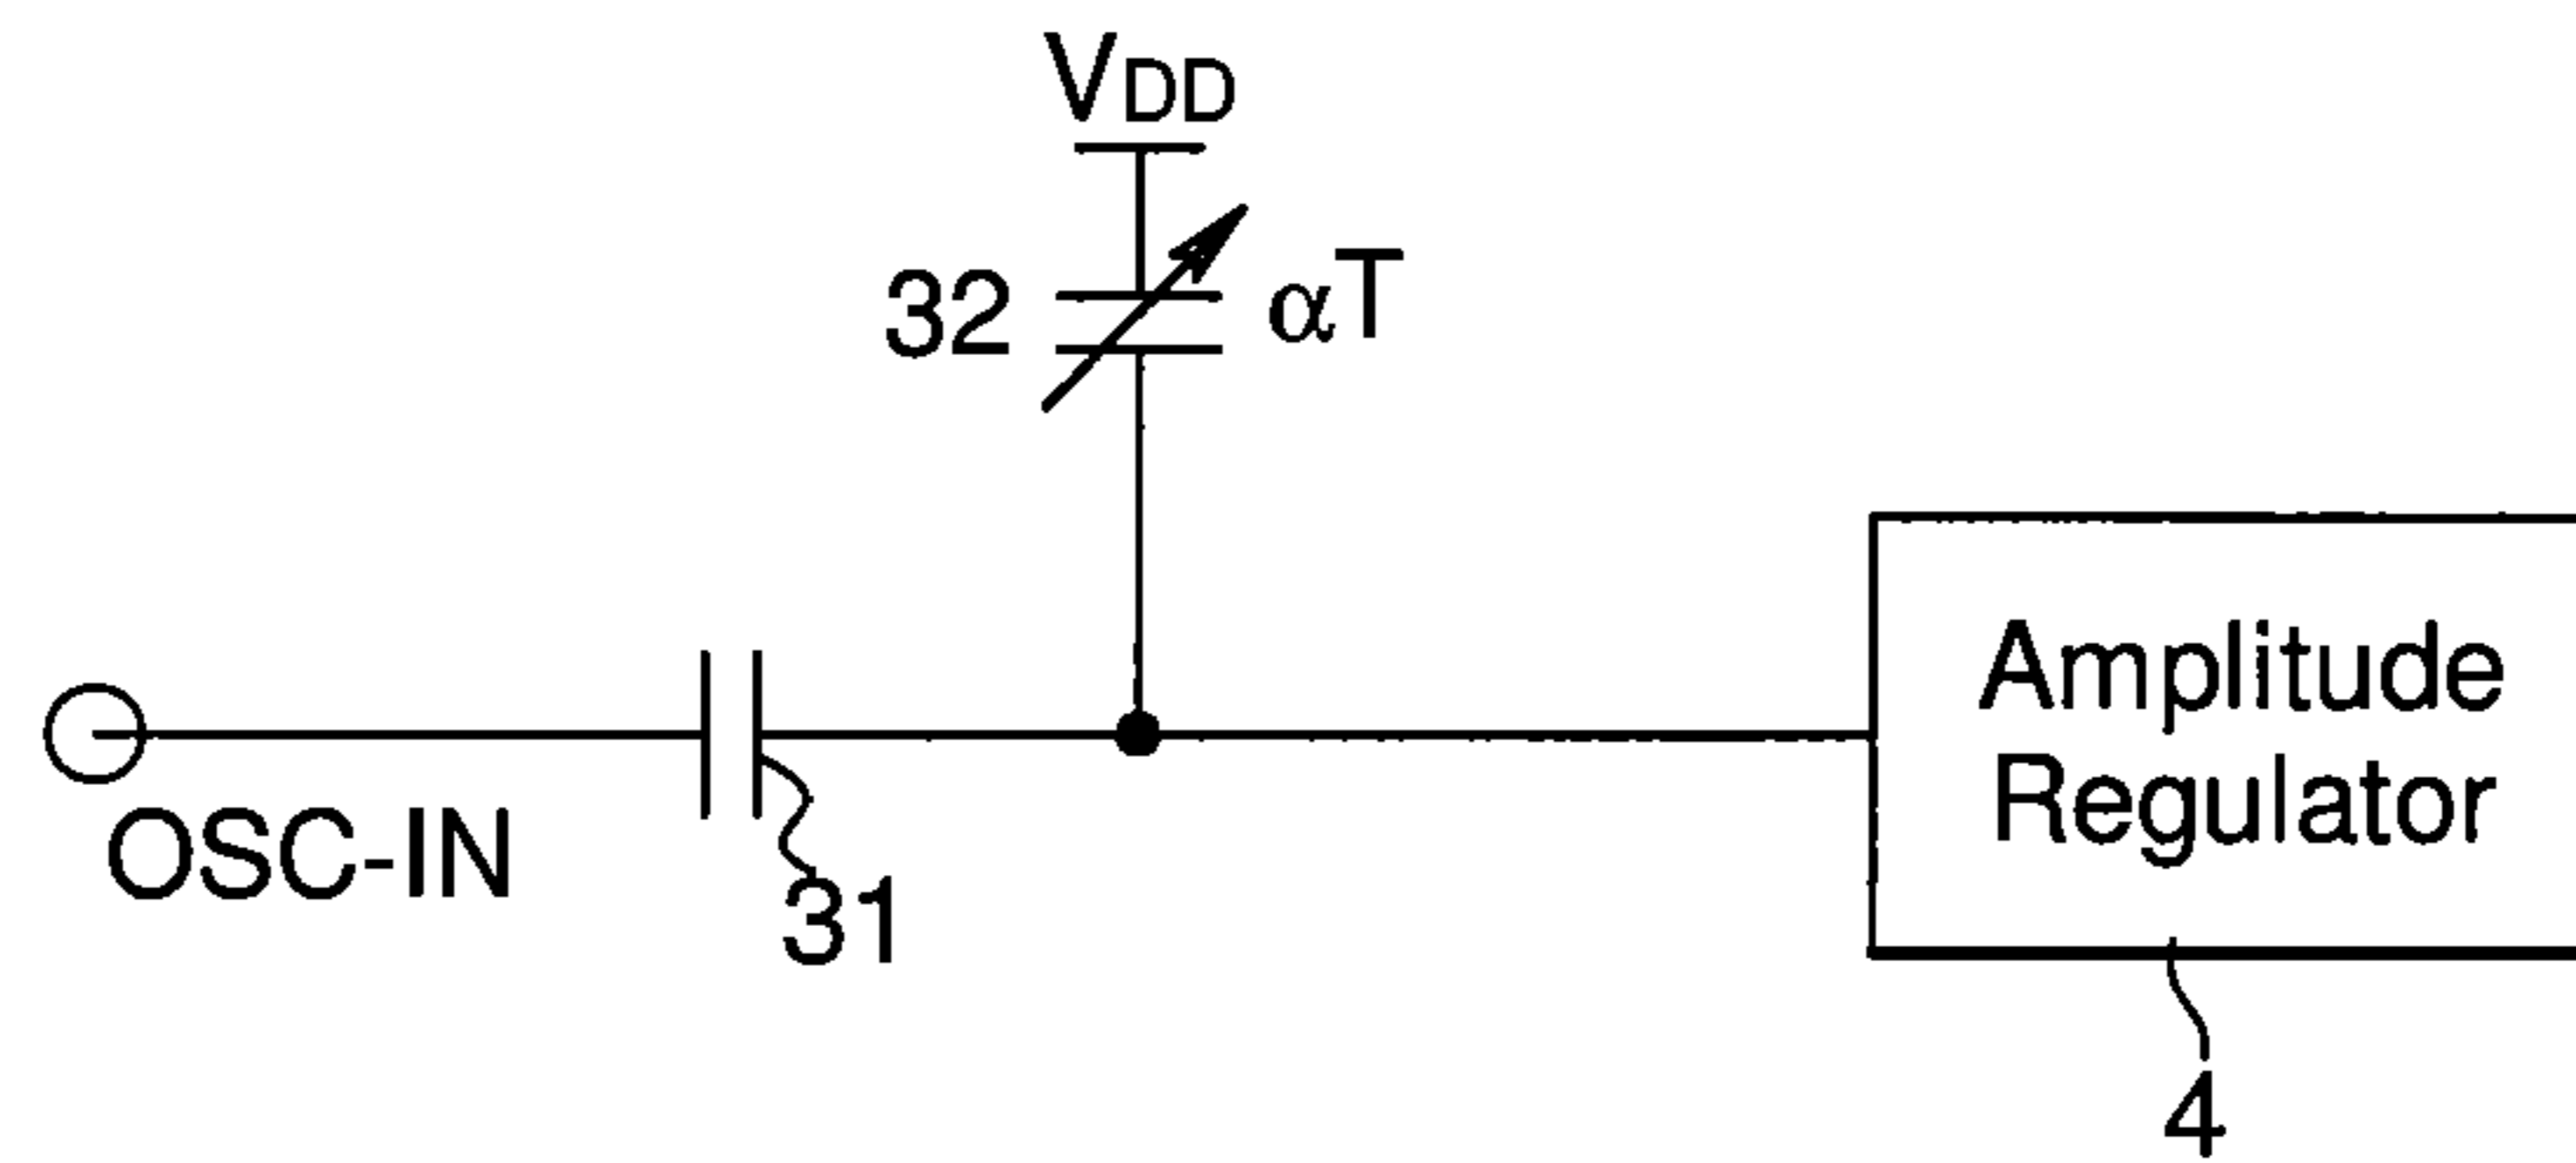 VDD
32
αT
Amplitude
Regulator
OSC-IN
31
4